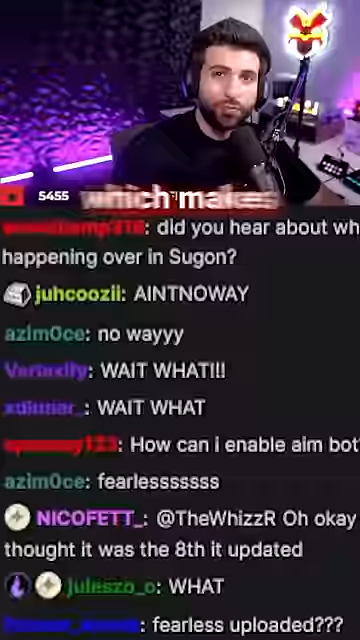 5455 which makes
: did you hear about wh
happening over in Sugon?
juhcoozii: AINTNOWAY
azim0ce: no wayyy
: WAIT WHAT!!!
: WAIT WHAT
: How can i enable aim bot
azim0ce: fearlesssssss
NICOFETT_: @TheWhizzR Oh okay
thought it was the 8th it updated
juleszo_o: WHAT
: fearless uploaded???